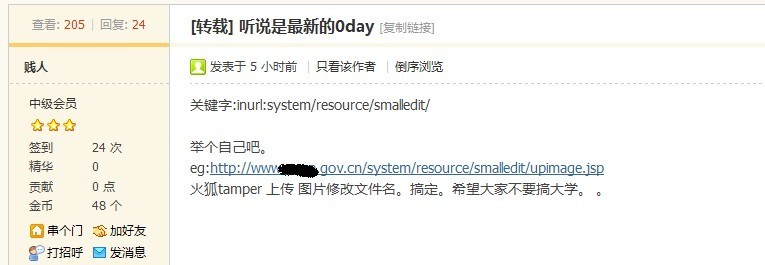 查看: 205 | 回复: 24
[转载] 听说是最新的0day [复制链接]
贱人
发表于 5 小时前 | 只看该作者 | 倒序浏览
中级会员
签到 24 次
精华 0
贡献 0 点
金币 48 个
串个门 加好友
打招呼 发消息
关键字:inurl:system/resource/smalledit/
举个自己吧。
eg:http://www.gov.cn/system/resource/smalledit/upimage.jsp
火狐tamper 上传 图片修改文件名。搞定。希望大家不要搞大学。 。